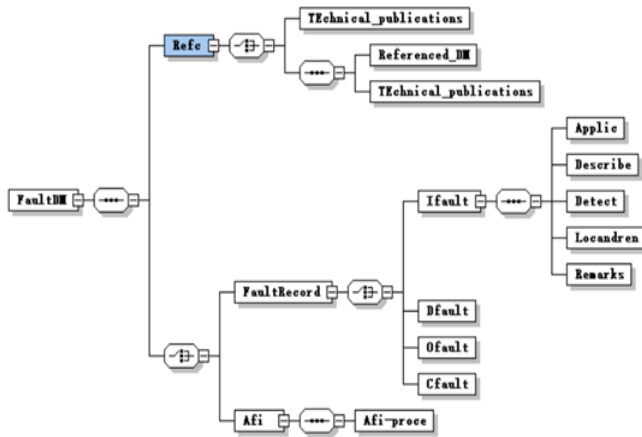 TEchnical_publications
Refc
Referenced_DM
TEchnical_publications
Applic
Describe
FaultDM
Ifault
Detect
Locandren
Remarks
FaultRecord
Dfault
Ofault
Cfault
Afi
Afi-proce